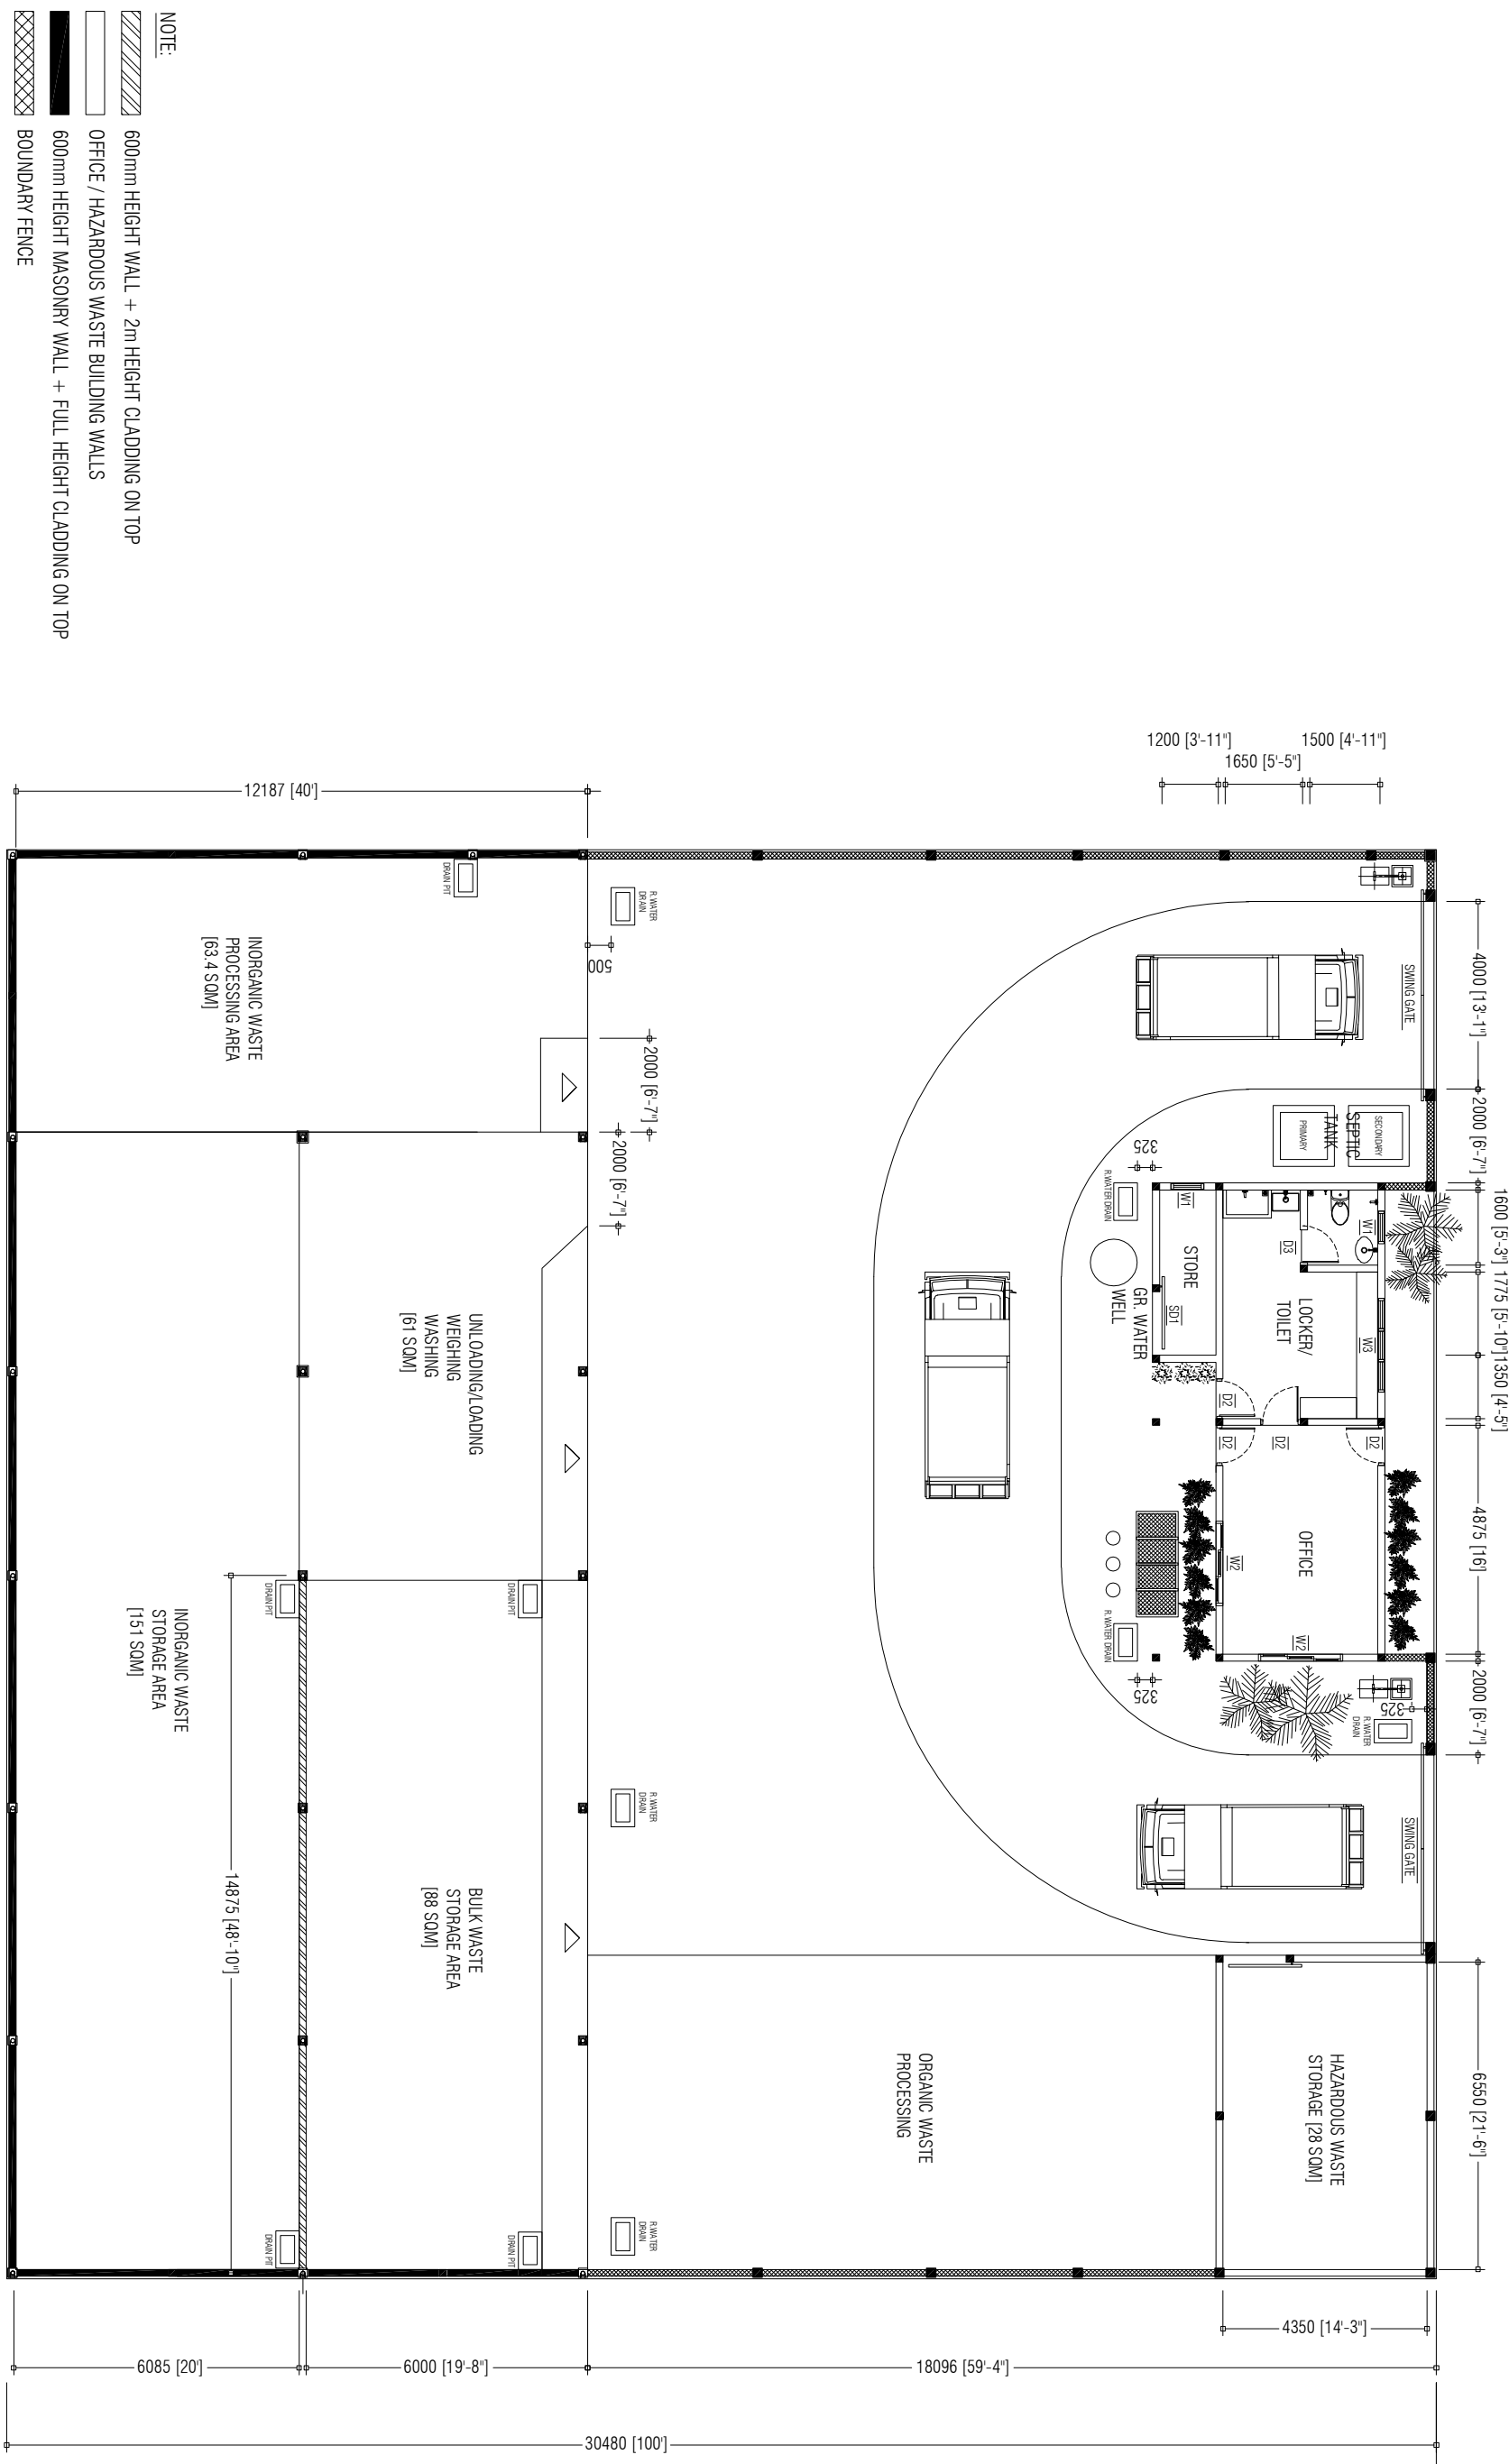 NOTE:
600mm HEIGHT WALL + 2m HEIGHT CLADDING ON TOP
OFFICE / HAZARDOUS WASTE BUILDING WALLS
600mm HEIGHT MASONRY WALL + FULL HEIGHT CLADDING ON TOP
BOUNDARY FENCE
1200 [3'-11"]
1500 [4'-11"]
1650 [5'-5"]
12187 [40']
4000 [13'-1"]
2000 [6'-7"]
1600 [5'-3"]
1775 [5'-10"]
1350 [4'-5"]
4875 [16']
2000 [6'-7"]
6550 [21'-6"]
SWING GATE
SECONDARY
SEPTIC
TANK
PRIMARY
325
R.WATER DRAIN
W1
STORE
SD1
GR. WATER
WELL
W1
D3
LOCKER/
TOILET
W3
D2
D2
D2
D2
OFFICE
W2
W2
R.WATER DRAIN
325
325
R.WATER
DRAIN
SWING GATE
HAZARDOUS WASTE
STORAGE [28 SQM]
ORGANIC WASTE
PROCESSING
R.WATER
DRAIN
500
2000 [6'-7"]
2000 [6'-7"]
R.WATER
DRAIN
R.WATER
DRAIN
DRAIN PIT
INORGANIC WASTE
PROCESSING AREA
[63.4 SQM]
UNLOADING/LOADING
WEIGHING
WASHING
[61 SQM]
DRAIN PIT
BULK WASTE
STORAGE AREA
[88 SQM]
DRAIN PIT
DRAIN PIT
INORGANIC WASTE
STORAGE AREA
[151 SQM]
14875 [48'-10"]
DRAIN PIT
4350 [14'-3"]
6085 [20']
6000 [19'-8"]
18096 [59'-4"]
30480 [100']